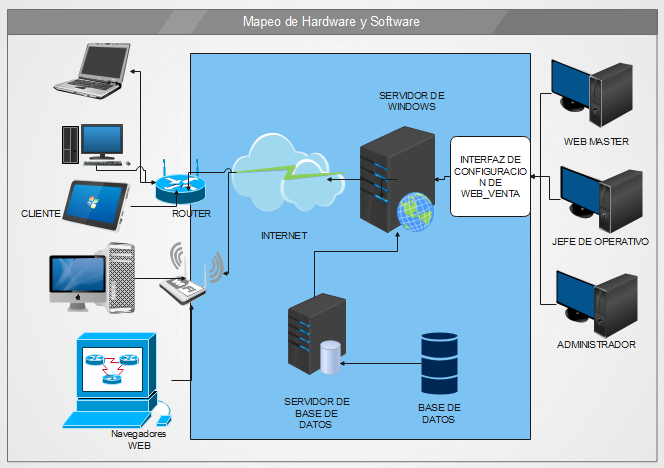 Mapeo de Hardware y Software
SERVIDOR DE
WINDOWS
WEB MASTER
INTERFAZ DE
CONFIGURACIO
N DE
WEB_VENTA
CLIENTE
ROUTER
INTERNET
JEFE DE OPERATIVO
ADMINISTRADOR
SERVIDOR DE
BASE DE
DATOS
BASE DE
DATOS
Navegadores
WEB